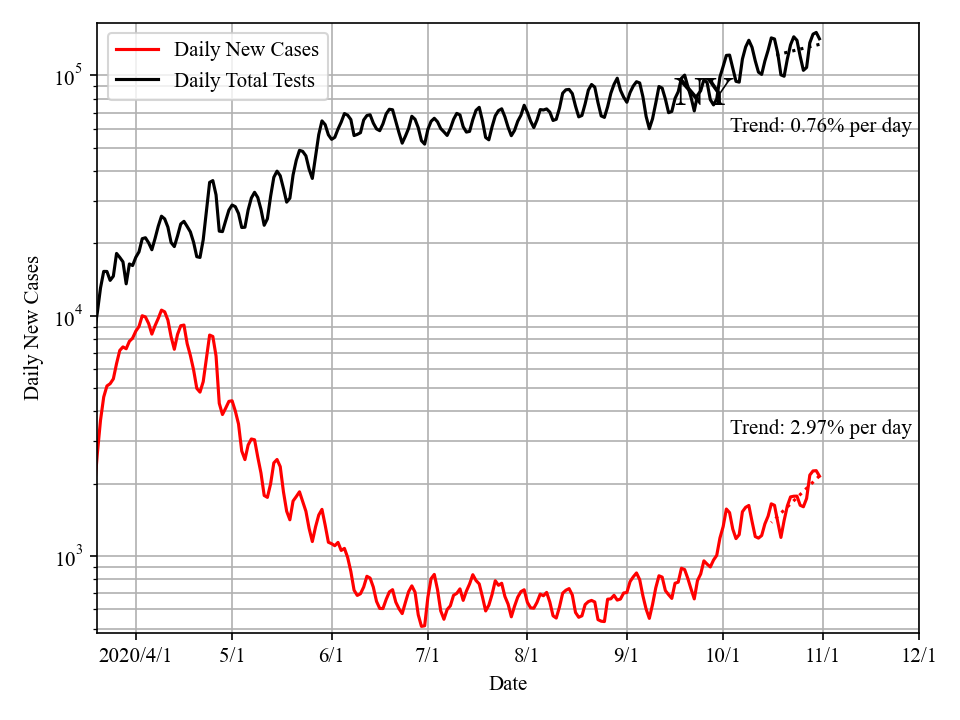 Daily New Cases
Daily Total Tests
10^5
NY
Trend: 0.76% per day
Daily New Cases
10^4
Trend: 2.97% per day
10^3
2020/4/1 5/1 6/1 7/1 8/1 9/1 10/1 11/1 12/1
Date